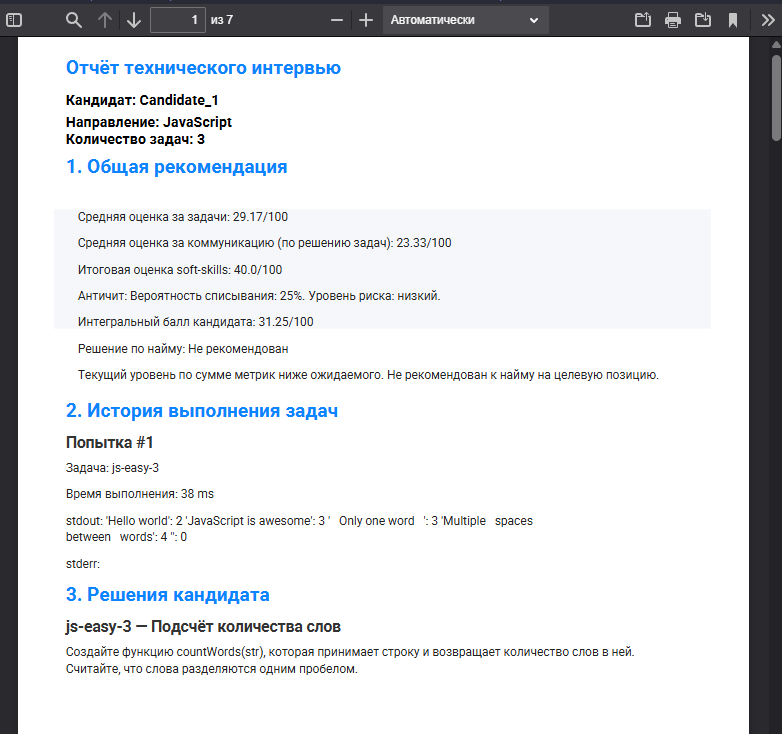 1 из 7
Автоматически
Отчёт технического интервью
Кандидат: Candidate_1
Направление: JavaScript
Количество задач: 3
1. Общая рекомендация
Средняя оценка за задачи: 29.17/100
Средняя оценка за коммуникацию (по решению задач): 23.33/100
Итоговая оценка soft-skills: 40.0/100
Античит: Вероятность списывания: 25%. Уровень риска: низкий.
Интегральный балл кандидата: 31.25/100
Решение по найму: Не рекомендован
Текущий уровень по сумме метрик ниже ожидаемого. Не рекомендован к найму на целевую позицию.
2. История выполнения задач
Попытка #1
Задача: js-easy-3
Время выполнения: 38 ms
stdout: 'Hello world': 2 'JavaScript is awesome': 3 '   Only one word   ': 3 'Multiple   spaces
between   words': 4 '': 0
stderr:
3. Решения кандидата
js-easy-3 — Подсчёт количества слов
Создайте функцию countWords(str), которая принимает строку и возвращает количество слов в ней.
Считайте, что слова разделяются одним пробелом.